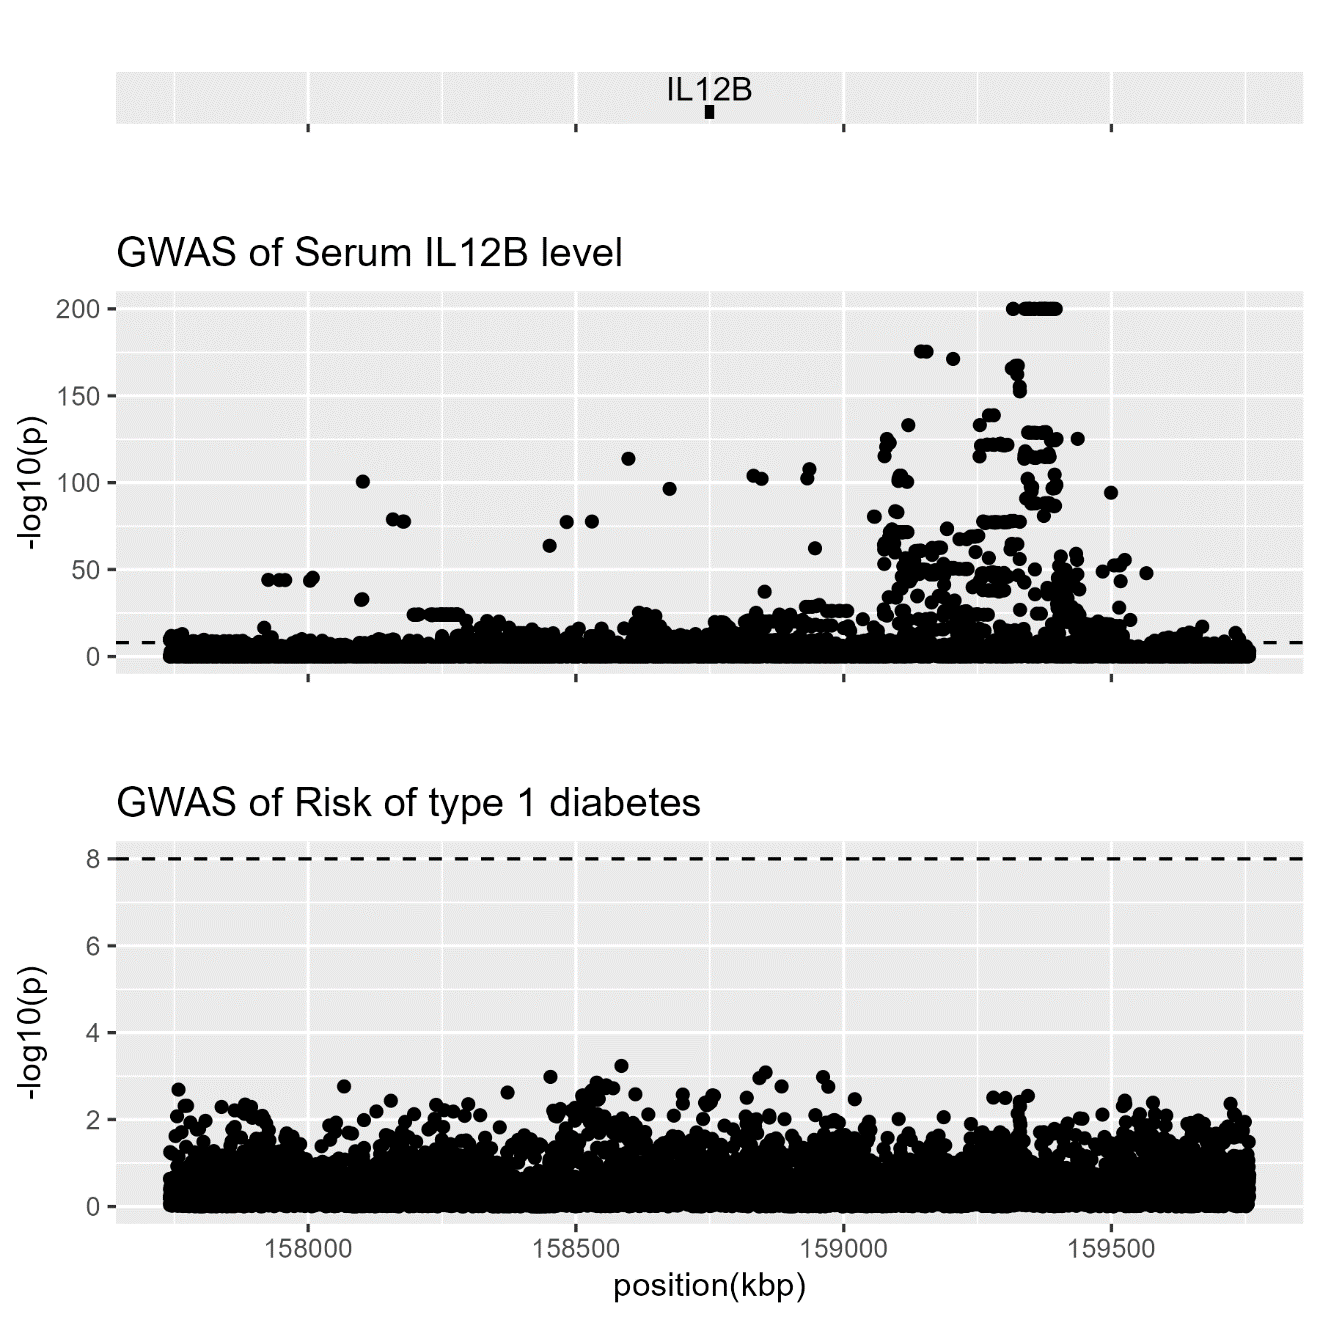 IL12B
GWAS of Serum IL12B level
200
150
100
50
0
-log10(p)
GWAS of Risk of type 1 diabetes
8
6
4
2
0
-log10(p)
158000 158500 159000 159500
position(kbp)